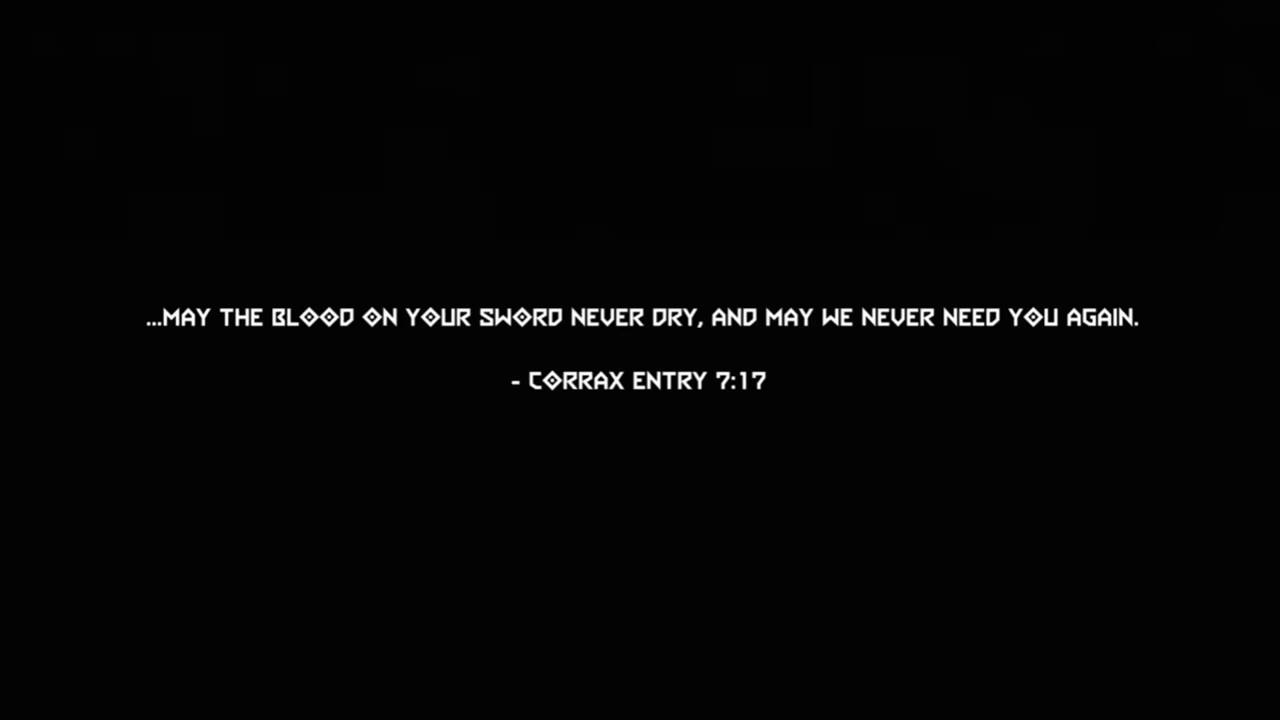 ...MAY THE BLOOD ON YOUR SWORD NEVER DRY, AND MAY WE NEVER NEED YOU AGAIN.
- CORRAX ENTRY 7:17